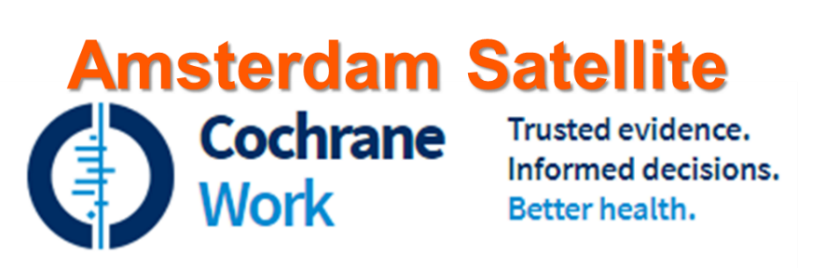 Amsterdam Satellite
Cochrane
Work
Trusted evidence.
Informed decisions.
Better health.